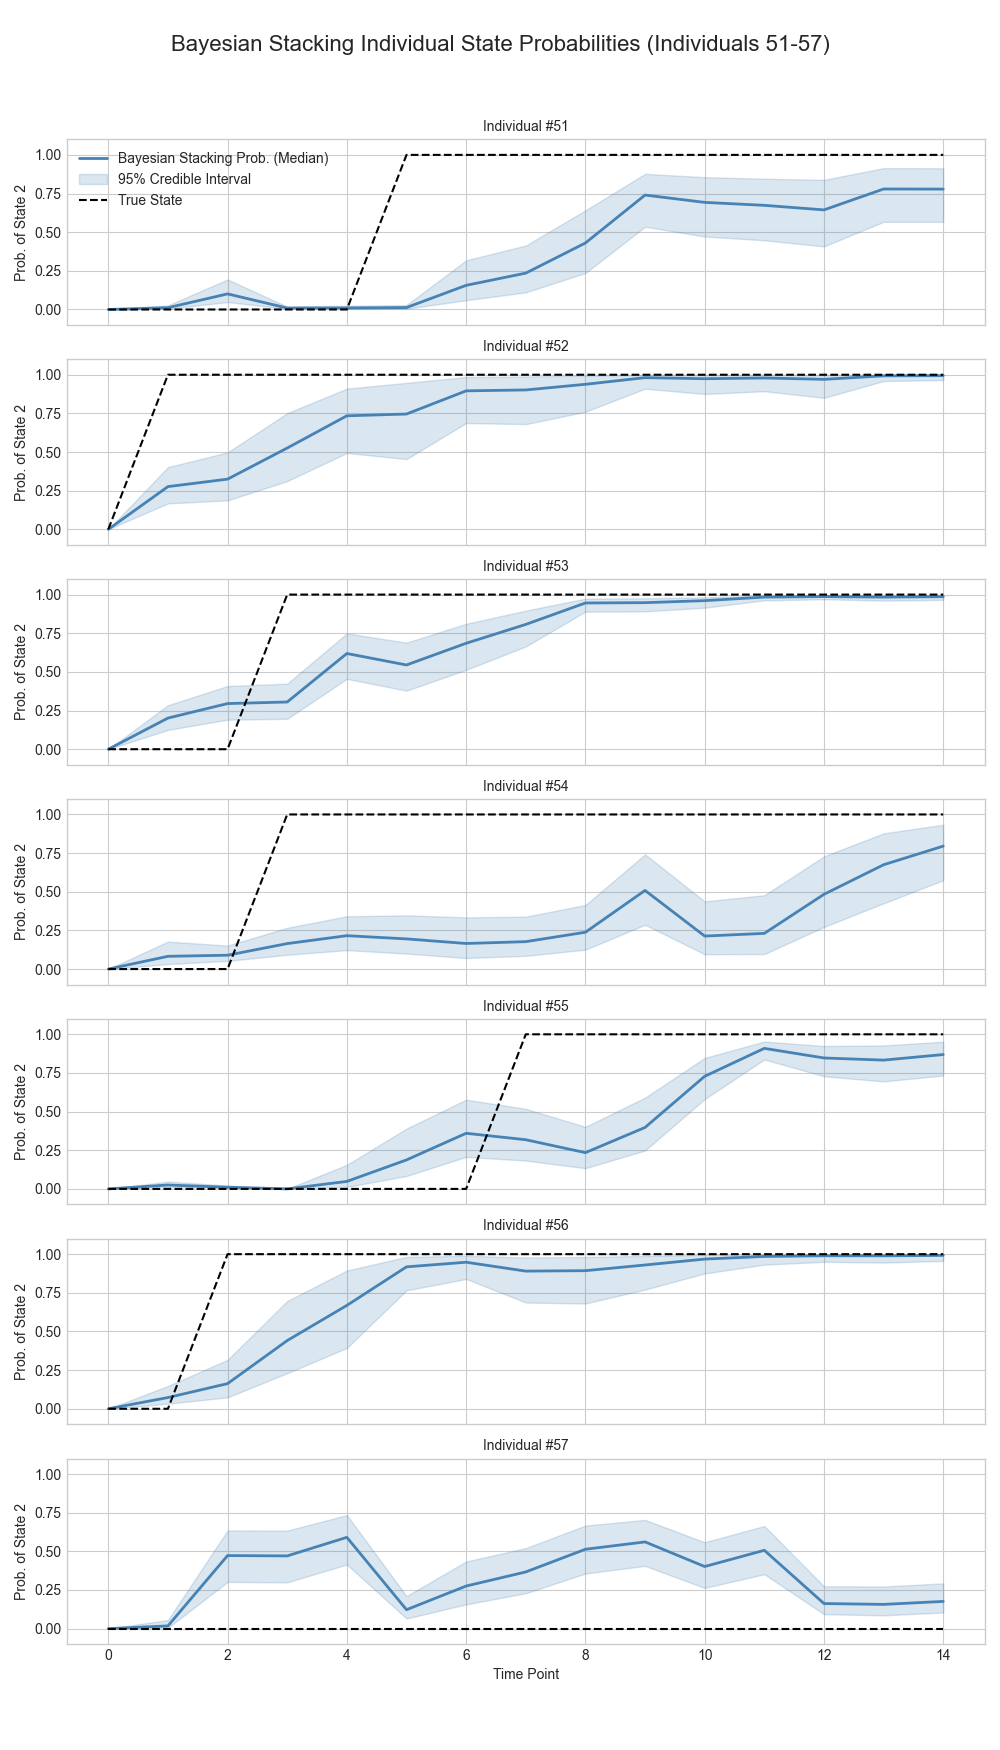 Bayesian Stacking Individual State Probabilities (Individuals 51-57)
Individual #51
1.00
0.75
0.50
0.25
0.00
Prob. of State 2
Bayesian Stacking Prob. (Median)
95% Credible Interval
True State
Individual #52
1.00
0.75
0.50
0.25
0.00
Prob. of State 2
Individual #53
1.00
0.75
0.50
0.25
0.00
Prob. of State 2
Individual #54
1.00
0.75
0.50
0.25
0.00
Prob. of State 2
Individual #55
1.00
0.75
0.50
0.25
0.00
Prob. of State 2
Individual #56
1.00
0.75
0.50
0.25
0.00
Prob. of State 2
Individual #57
1.00
0.75
0.50
0.25
0.00
Prob. of State 2
0 2 4 6 8 10 12 14
Time Point